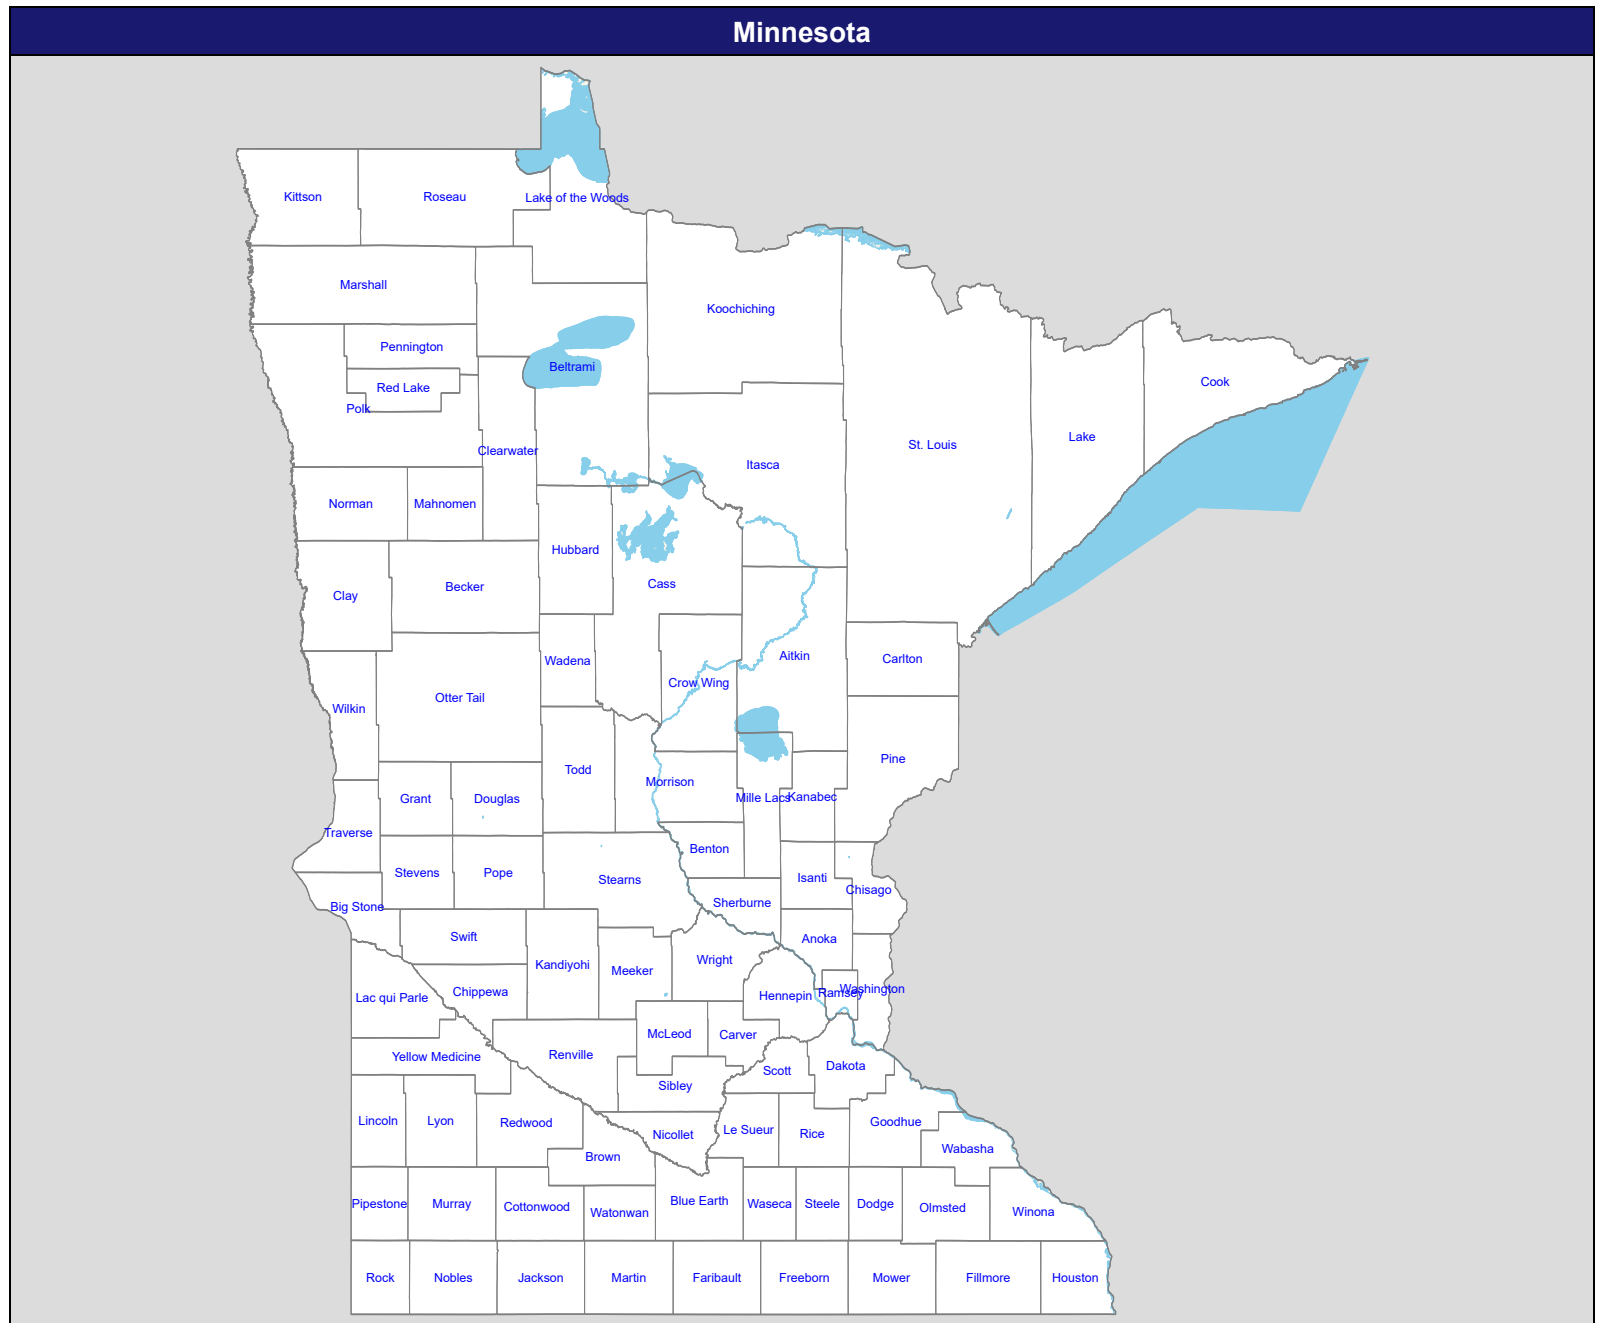 Minnesota
Kittson
Roseau
Lake of the Woods
Marshall
Koochiching
Pennington
Beltrami
Red Lake
Cook
Polk
Lake
St. Louis
Clearwater
Itasca
Norman
Mahnomen
Hubbard
Cass
Becker
Clay
Aitkin
Carlton
Wadena
Crow Wing
Otter Tail
Wilkin
Pine
Todd
Morrison
Mille Lacs
Kanabec
Grant
Douglas
Traverse
Benton
Stevens
Pope
Stearns
Isanti
Chisago
Sherburne
Big Stone
Swift
Anoka
Wright
Kandiyohi
Meeker
Washington
Ramsey
Hennepin
Chippewa
Lac qui Parle
McLeod
Carver
Renville
Yellow Medicine
Dakota
Scott
Sibley
Lincoln
Lyon
Redwood
Goodhue
Le Sueur
Rice
Nicollet
Wabasha
Brown
Blue Earth
Pipestone
Murray
Waseca
Steele
Dodge
Cottonwood
Olmsted
Watonwan
Winona
Rock
Nobles
Jackson
Martin
Faribault
Freeborn
Mower
Fillmore
Houston